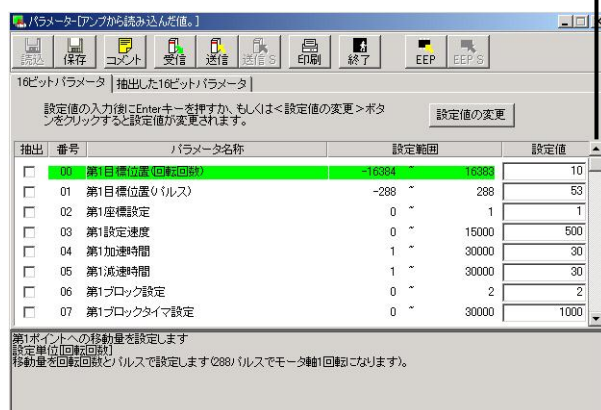 パラメータ-[アンプから読み込んだ値。]
読込 保存 コメント 受信 送信 送信S 印刷 終了 EEP EEP S
16ビットパラメータ 抽出した16ビットパラメータ
設定値の入力後にEnterキーを押すか、もしくは<設定値の変更>ボタ
ンをクリックすると設定値が変更されます。
設定値の変更
抽出 番号 パラメータ名称 設定範囲 設定値
00 第1目標位置(回転回数) -16384 ~ 16383 10
01 第1目標位置(パルス) -288 ~ 288 53
02 第1座標設定 0 ~ 1 1
03 第1設定速度 0 ~ 15000 500
04 第1加速時間 1 ~ 30000 30
05 第1減速時間 1 ~ 30000 30
06 第1ブロック設定 0 ~ 2 2
07 第1ブロックタイマ設定 0 ~ 30000 1000
第1ポイントへの移動量を設定します
設定単位[回転回数]
移動量を回転回数とパルスで設定します(288パルスでモータ軸1回転になります)。